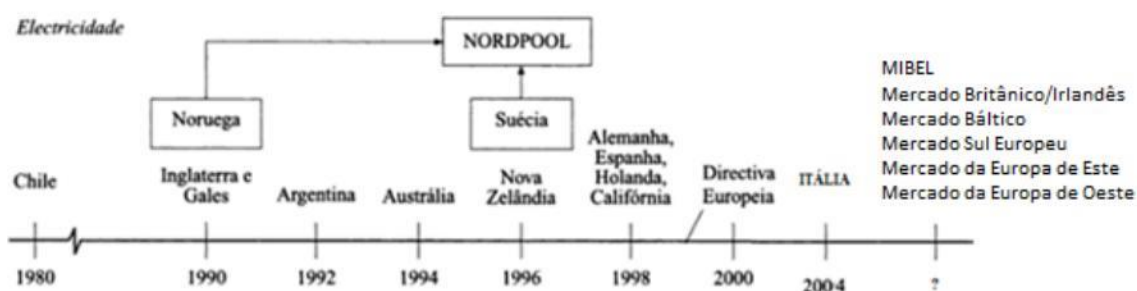 Electricidade
NORDPOOL
MIBEL
Mercado Britânico/Irlandês
Mercado Báltico
Mercado Sul Europeu
Mercado da Europa de Este
Mercado da Europa de Oeste
Noruega
Suécia
Chile
Inglaterra e
Gales
Argentina
Austrália
Nova
Zelândia
Alemanha,
Espanha,
Holanda,
Califórnia
Directiva
Europeia
ITÁLIA
1980
1990
1992
1994
1996
1998
2000
2004
?